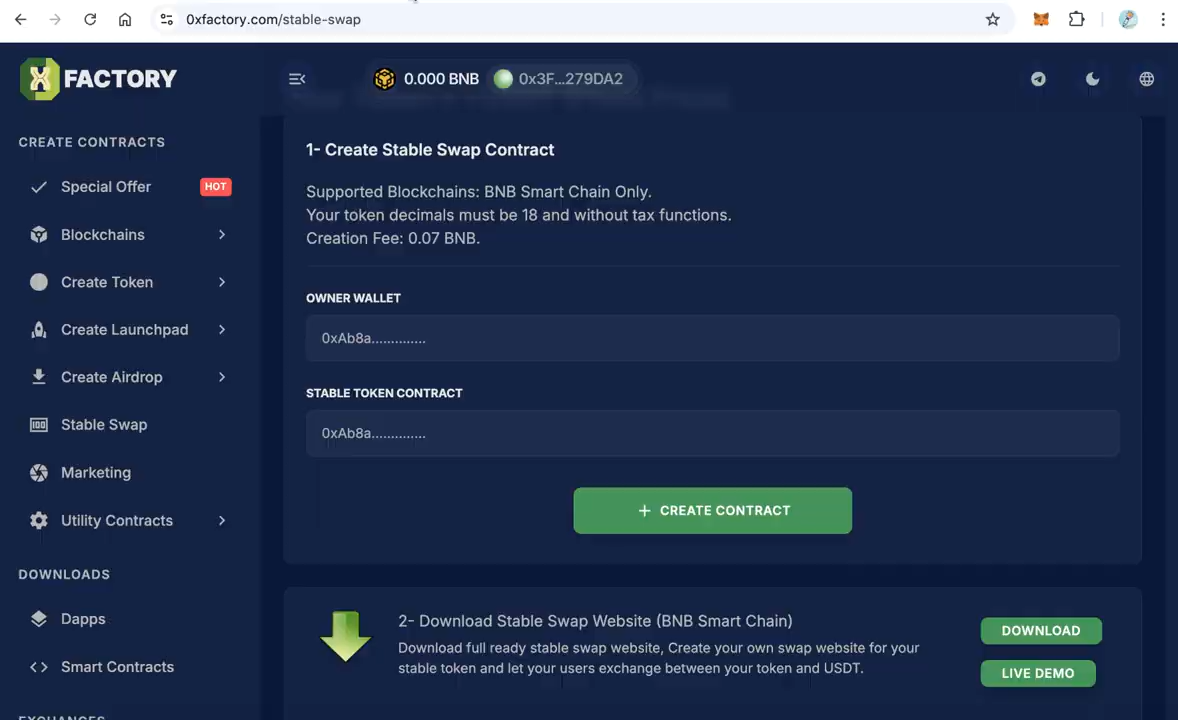 0xfactory.com/stable-swap
X FACTORY
0.000 BNB
0x3F...279DA2
CREATE CONTRACTS
Special Offer
HOT
Blockchains
Create Token
Create Launchpad
Create Airdrop
Stable Swap
Marketing
Utility Contracts
DOWNLOADS
Dapps
Smart Contracts
EXCHANGES
1- Create Stable Swap Contract
Supported Blockchains: BNB Smart Chain Only.
Your token decimals must be 18 and without tax functions.
Creation Fee: 0.07 BNB.
OWNER WALLET
0xAb8a..............
STABLE TOKEN CONTRACT
0xAb8a..............
+ CREATE CONTRACT
2- Download Stable Swap Website (BNB Smart Chain)
Download full ready stable swap website, Create your own swap website for your
stable token and let your users exchange between your token and USDT.
DOWNLOAD
LIVE DEMO